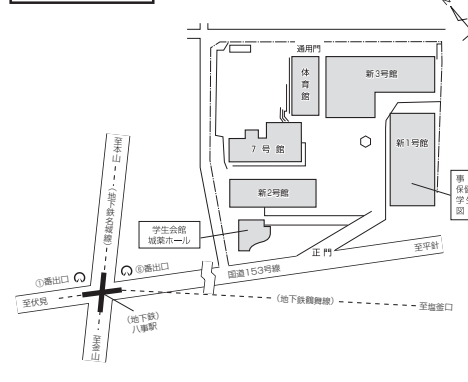 通用門
体育館
新3号館
7号館
新1号館
新2号館
学生会館
城薬ホール
正門
至平針
国道153号線
至本山
(地下鉄名城線)
①番出口
⑥番出口
至伏見
(地下鉄)
八事駅
(地下鉄鶴舞線)
至塩釜口
至金山
事
保健
学生
図